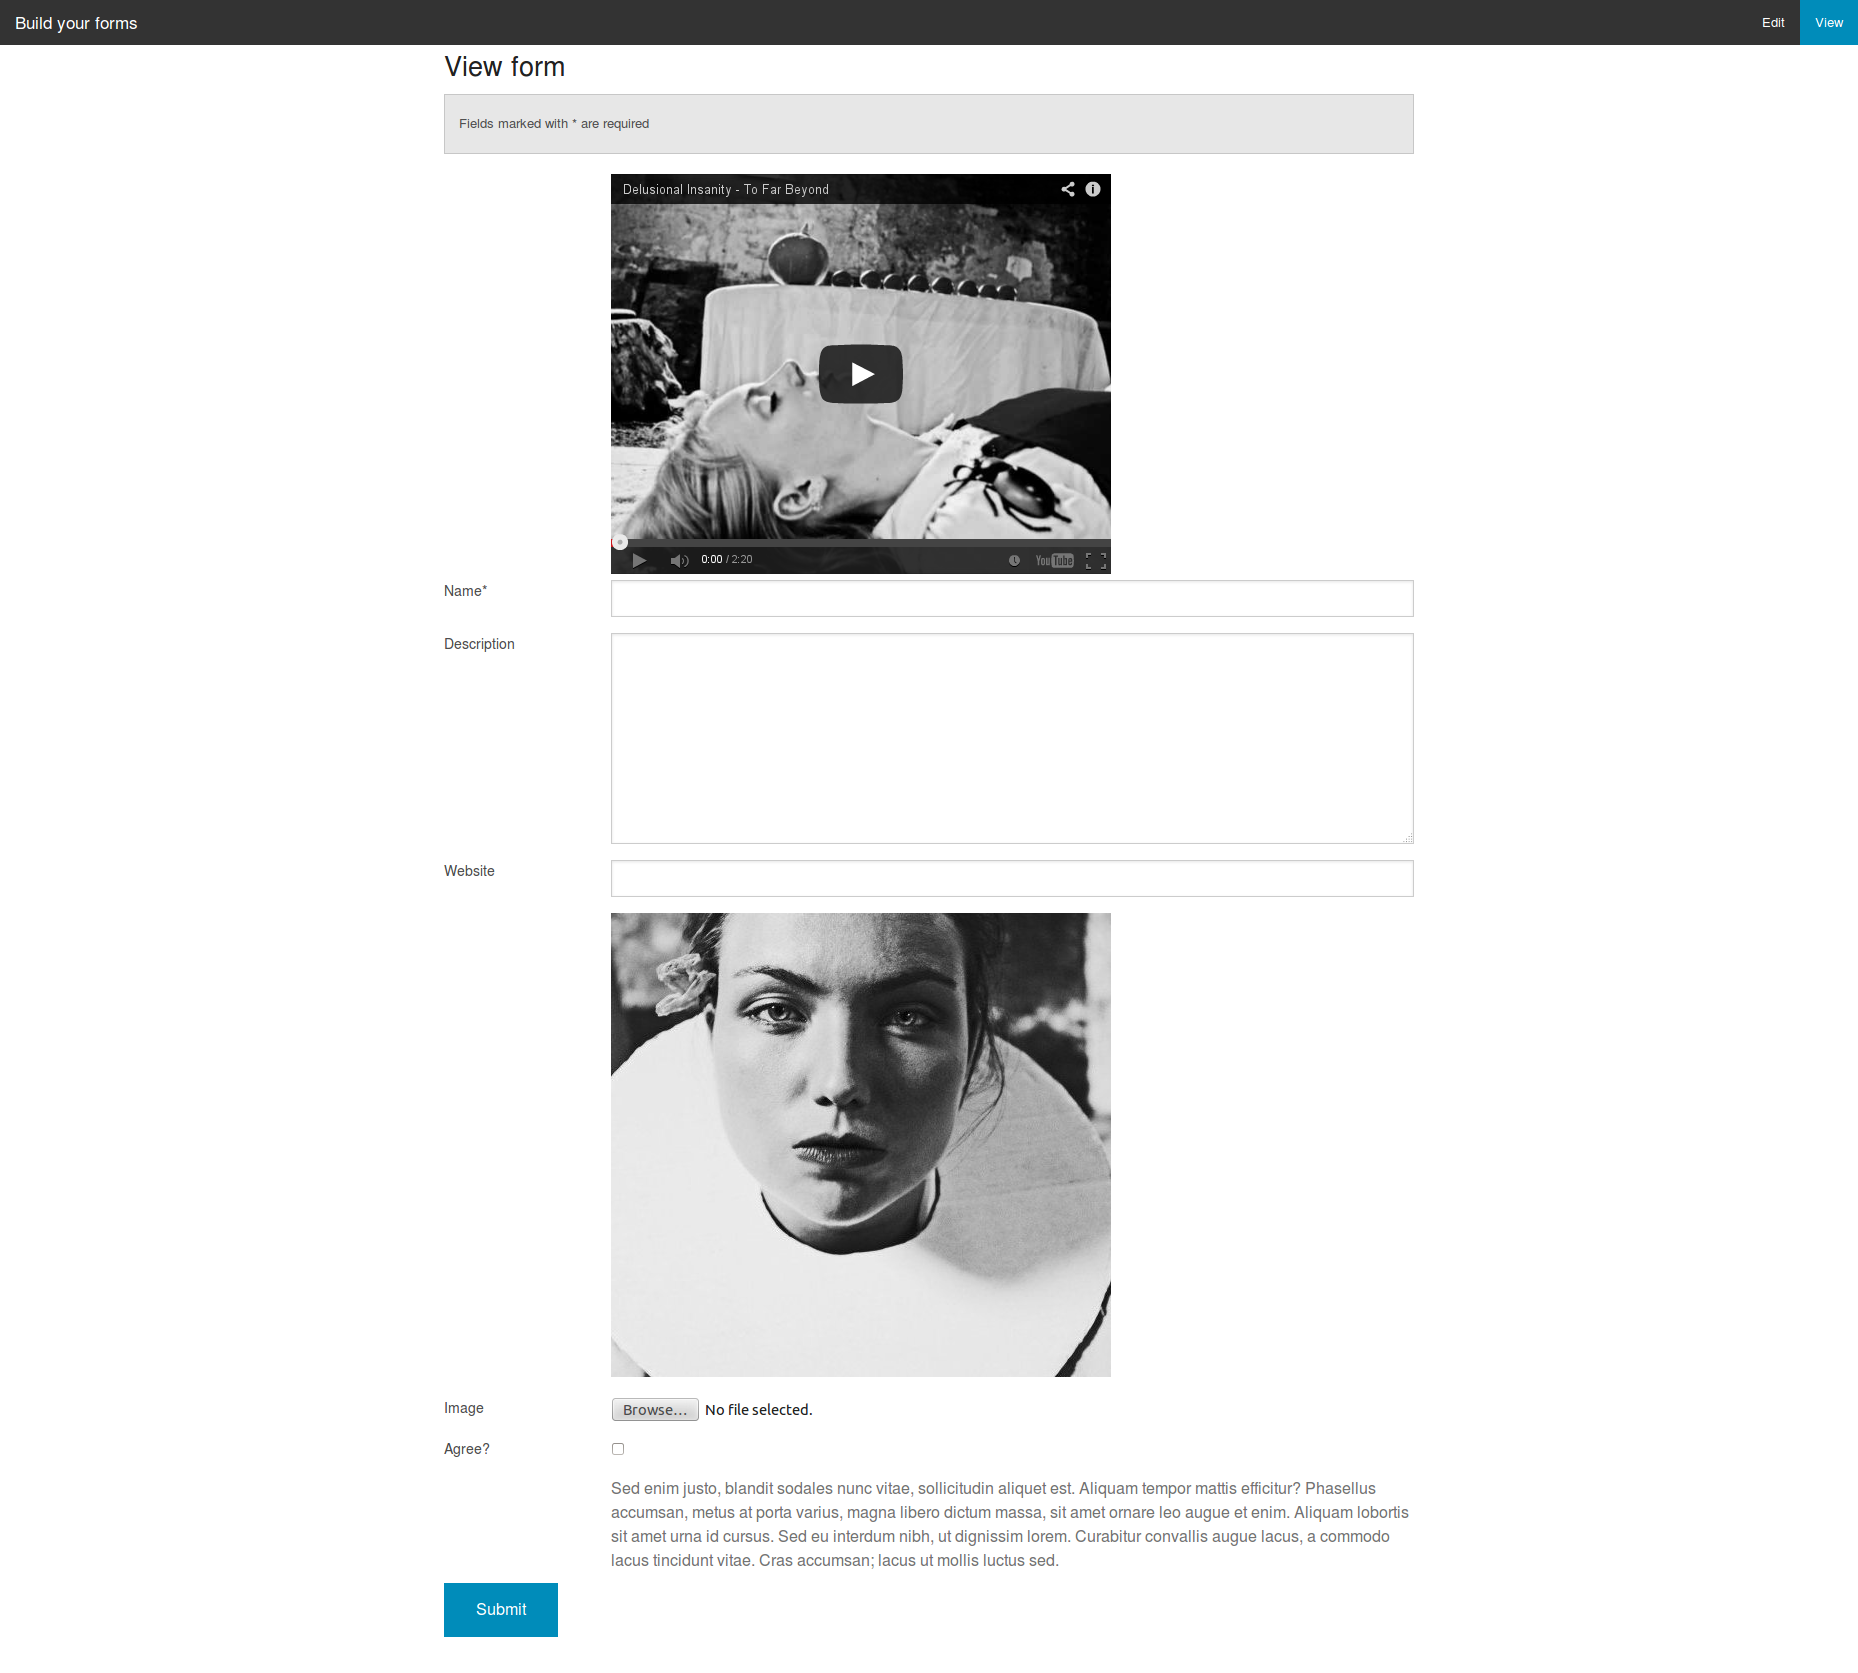 Build your forms
Edit
View
View form
Fields marked with * are required
Delusional Insanity - To Far Beyond
0:00 / 2:20
YouTube
Name*
Description
Website
Image
Browse...
No file selected.
Agree?
Sed enim justo, blandit sodales nunc vitae, sollicitudin aliquet est. Aliquam tempor mattis efficitur? Phasellus
accumsan, metus at porta varius, magna libero dictum massa, sit amet ornare leo augue et enim. Aliquam lobortis
sit amet urna id cursus. Sed eu interdum nibh, ut dignissim lorem. Curabitur convallis augue lacus, a commodo
lacus tincidunt vitae. Cras accumsan; lacus ut mollis luctus sed.
Submit